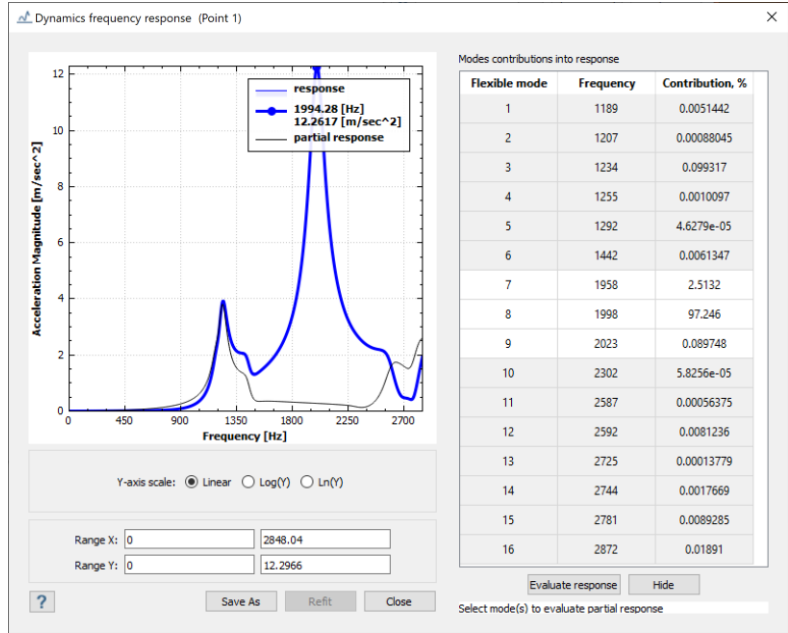 Dynamics frequency response (Point 1)
Acceleration Magnitude [m/sec^2]
12
10
8
6
4
2
0
response
1994.28 [Hz]
12.2617 [m/sec^2]
partial response
0 450 900 1350 1800 2250 2700
Frequency [Hz]
Y-axis scale: Linear Log(Y) Ln(Y)
Range X: 0 2848.04
Range Y: 0 12.2966
? Save As Refit Close
Modes contributions into response
Flexible mode Frequency Contribution, %
1 1189 0.0051442
2 1207 0.00088045
3 1234 0.099317
4 1255 0.0010097
5 1292 4.6279e-05
6 1442 0.0061347
7 1958 2.5132
8 1998 97.246
9 2023 0.089748
10 2302 5.8256e-05
11 2587 0.00056375
12 2592 0.0081236
13 2725 0.00013779
14 2744 0.0017669
15 2781 0.0089285
16 2872 0.01891
Evaluate response Hide
Select mode(s) to evaluate partial response